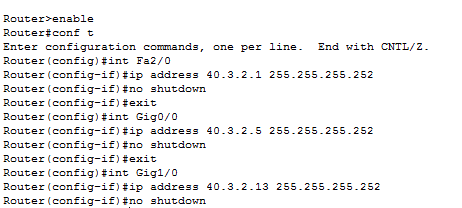 Router>enable
Router#conf t
Enter configuration commands, one per line.  End with CNTL/Z.
Router(config)#int Fa2/0
Router(config-if)#ip address 40.3.2.1 255.255.255.252
Router(config-if)#no shutdown
Router(config-if)#exit
Router(config)#int Gig0/0
Router(config-if)#ip address 40.3.2.5 255.255.255.252
Router(config-if)#no shutdown
Router(config-if)#exit
Router(config)#int Gig1/0
Router(config-if)#ip address 40.3.2.13 255.255.255.252
Router(config-if)#no shutdown